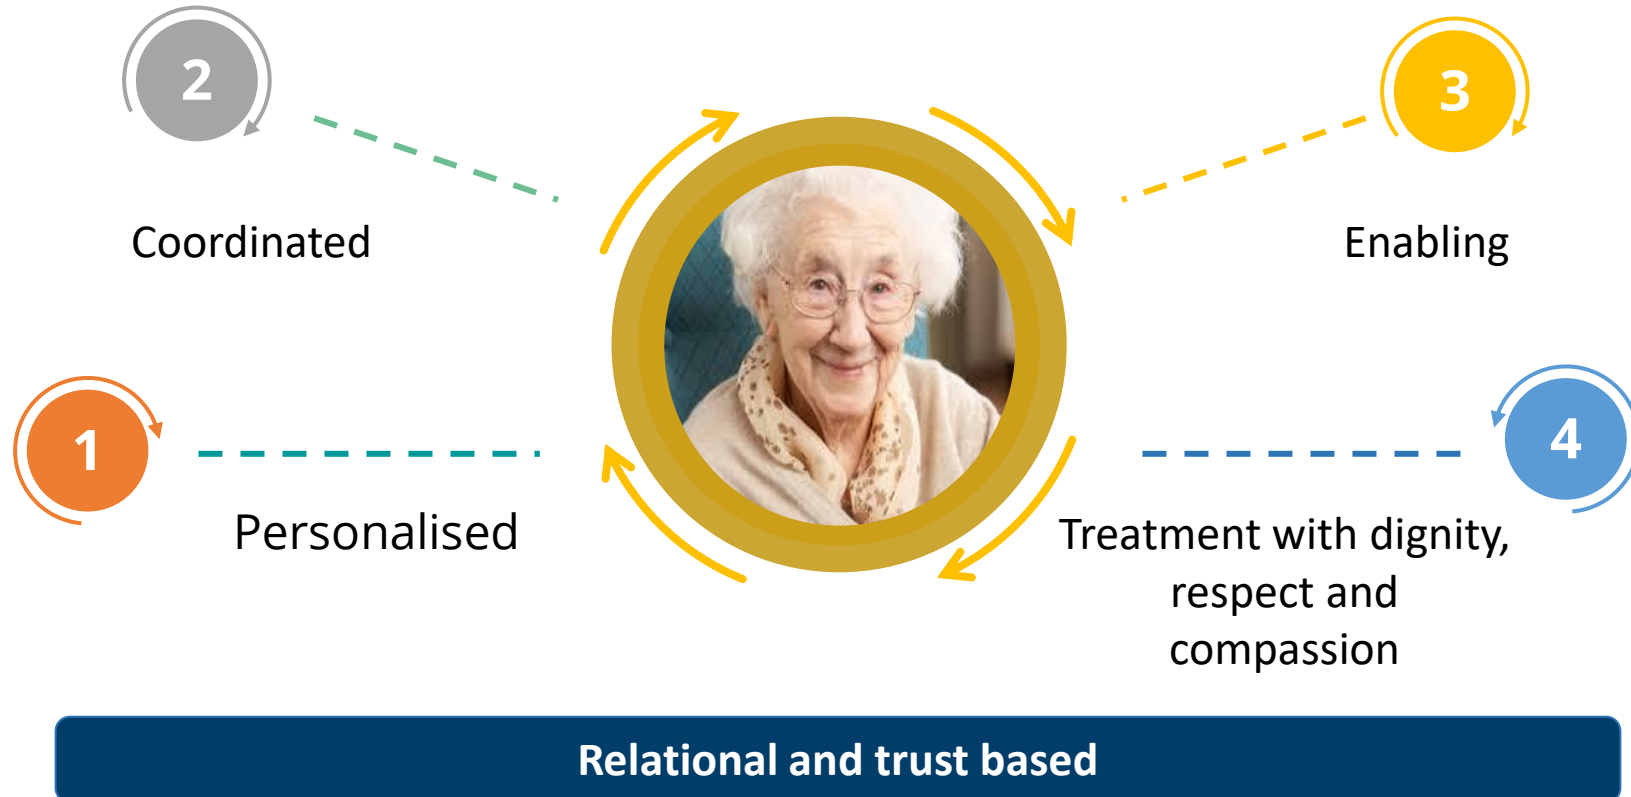 2
3
Coordinated
Enabling
1
4
Personalised
Treatment with dignity,
respect and
compassion
Relational and trust based